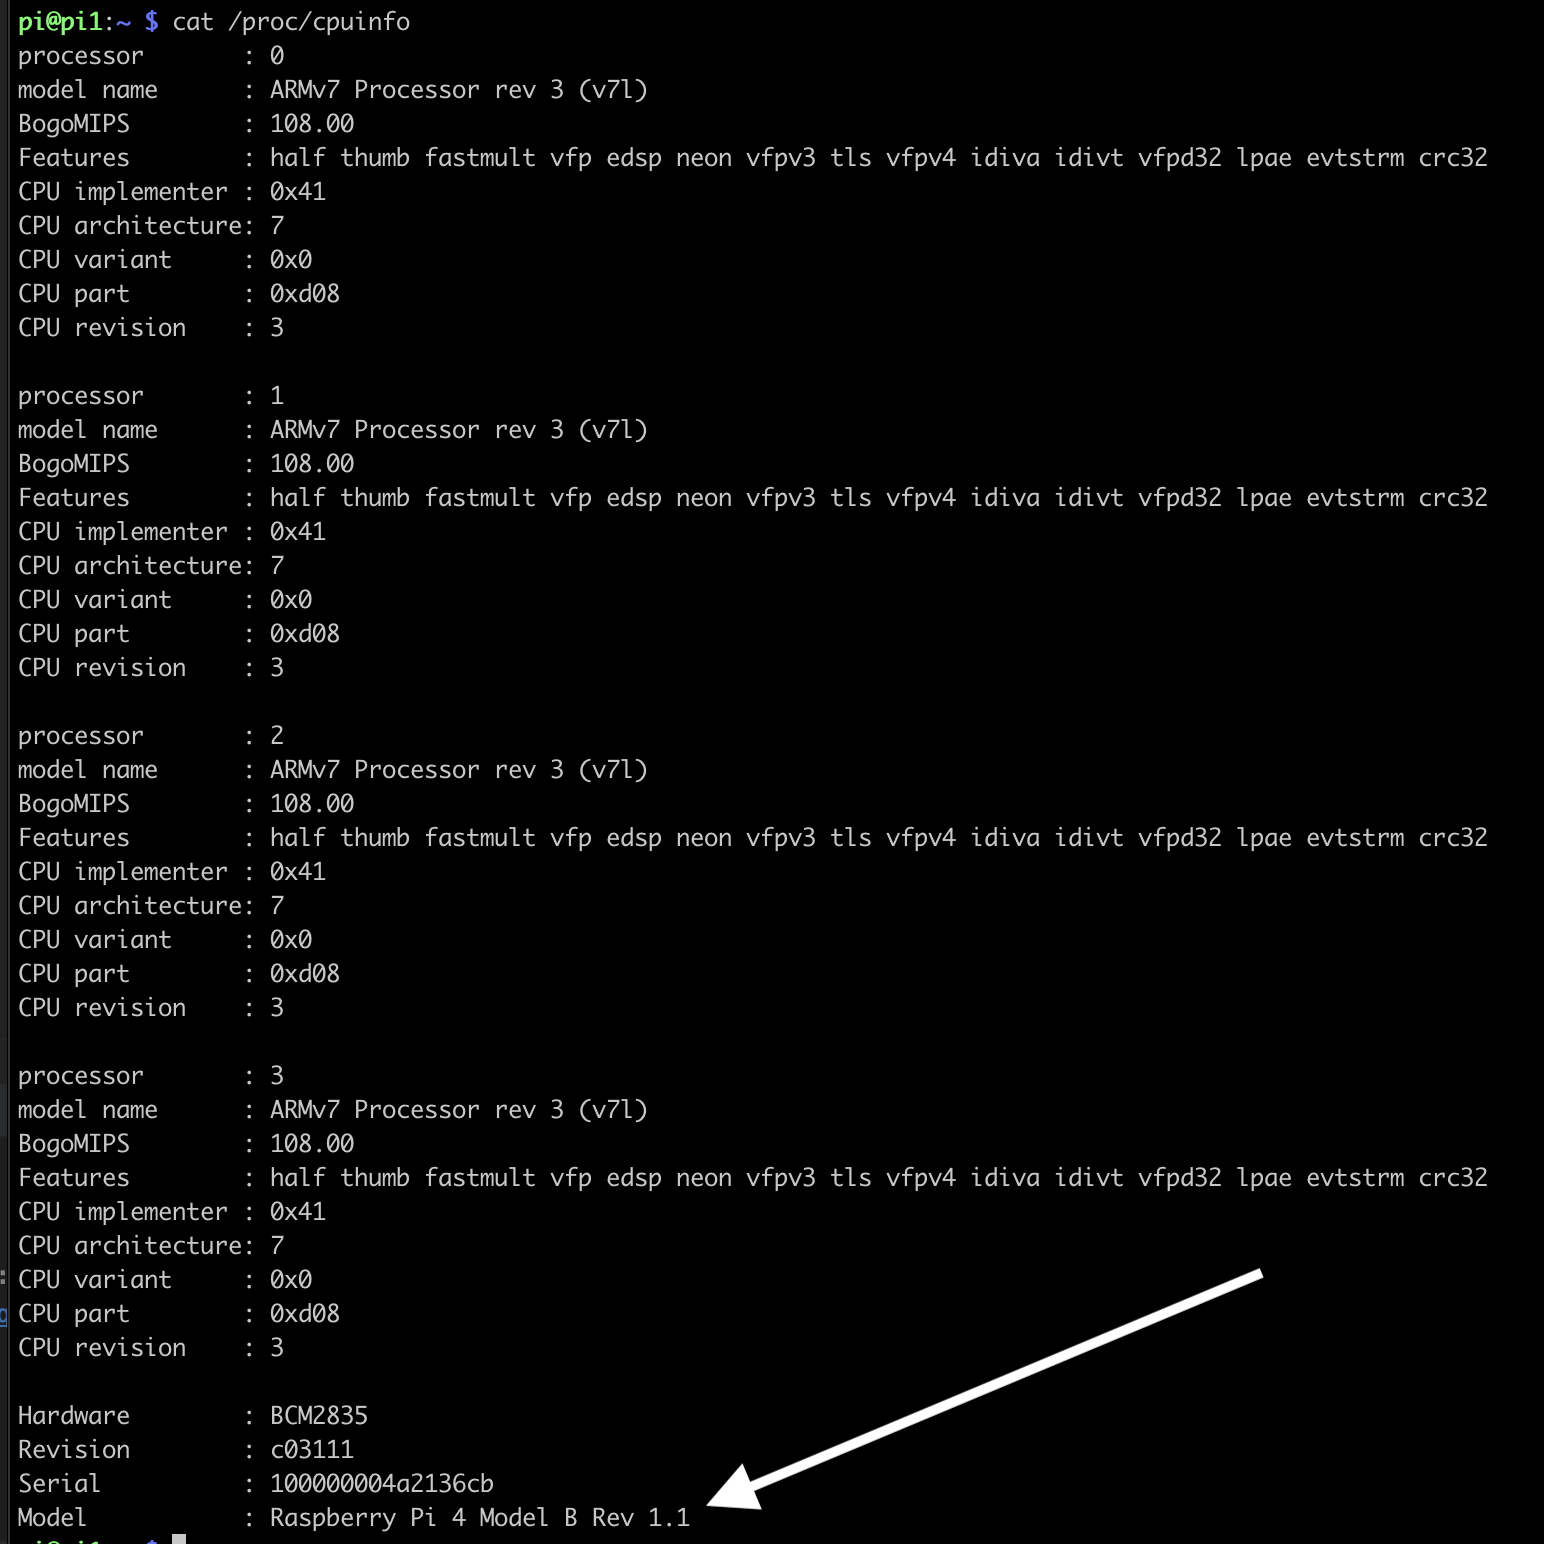 pi@pi1:~ $ cat /proc/cpuinfo
processor : 0
model name : ARMv7 Processor rev 3 (v7l)
BogoMIPS : 108.00
Features : half thumb fastmult vfp edsp neon vfpv3 tls vfpv4 idiva idivt vfpd32 lpae evtstrm crc32
CPU implementer : 0x41
CPU architecture: 7
CPU variant : 0x0
CPU part : 0xd08
CPU revision : 3
processor : 1
model name : ARMv7 Processor rev 3 (v7l)
BogoMIPS : 108.00
Features : half thumb fastmult vfp edsp neon vfpv3 tls vfpv4 idiva idivt vfpd32 lpae evtstrm crc32
CPU implementer : 0x41
CPU architecture: 7
CPU variant : 0x0
CPU part : 0xd08
CPU revision : 3
processor : 2
model name : ARMv7 Processor rev 3 (v7l)
BogoMIPS : 108.00
Features : half thumb fastmult vfp edsp neon vfpv3 tls vfpv4 idiva idivt vfpd32 lpae evtstrm crc32
CPU implementer : 0x41
CPU architecture: 7
CPU variant : 0x0
CPU part : 0xd08
CPU revision : 3
processor : 3
model name : ARMv7 Processor rev 3 (v7l)
BogoMIPS : 108.00
Features : half thumb fastmult vfp edsp neon vfpv3 tls vfpv4 idiva idivt vfpd32 lpae evtstrm crc32
CPU implementer : 0x41
CPU architecture: 7
CPU variant : 0x0
CPU part : 0xd08
CPU revision : 3
Hardware : BCM2835
Revision : c03111
Serial : 100000004a2136cb
Model : Raspberry Pi 4 Model B Rev 1.1